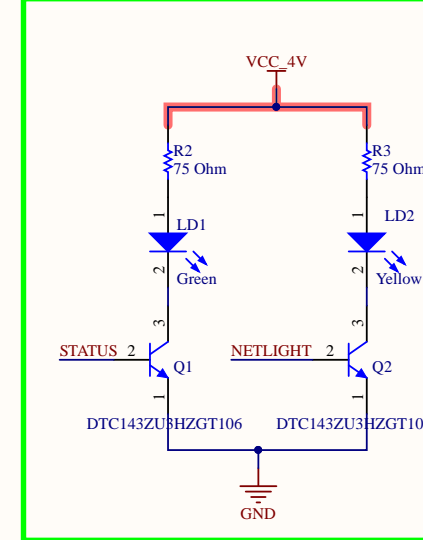 VCC_4V
R2
75 Ohm
R3
75 Ohm
1
LD1
1
LD2
2
Green
2
Yellow
3
3
STATUS 2
Q1
NETLIGHT 2
Q2
1
1
DTC143ZU3HZGT106
DTC143ZU3HZGT10
GND